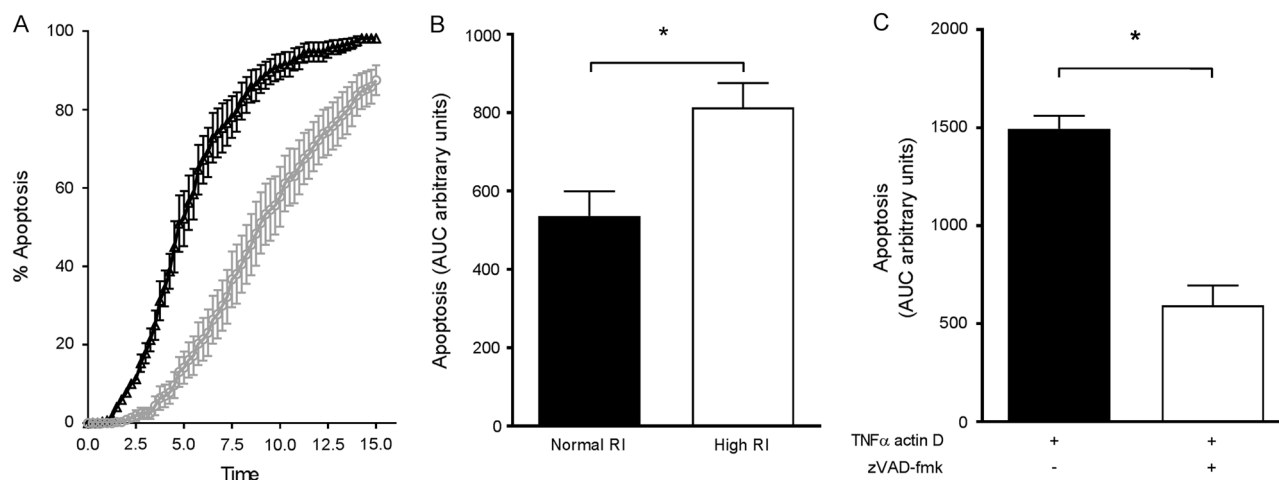 A
% Apoptosis
100
80
60
40
20
0
0.0 2.5 5.0 7.5 10.0 12.5 15.0
Time
B
Apoptosis (AUC arbitrary units)
1000
800
600
400
200
0
*
Normal RI High RI
C
Apoptosis
(AUC arbitrary units)
2000
1500
1000
500
0
*
TNFα actin D + +
zVAD-fmk - +